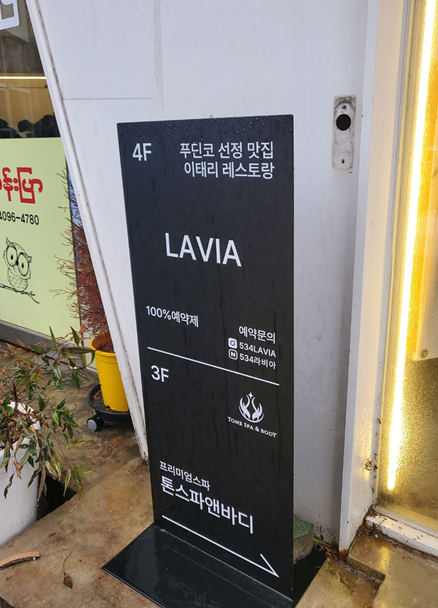 4F
푸딘코 선정 맛집
이태리 레스토랑
LAVIA
100%예약제
예약문의
534LAVIA
N 534라비아
3F
TONE SPA & BODY
프리미엄스파
톤스파앤바디
4096-4780